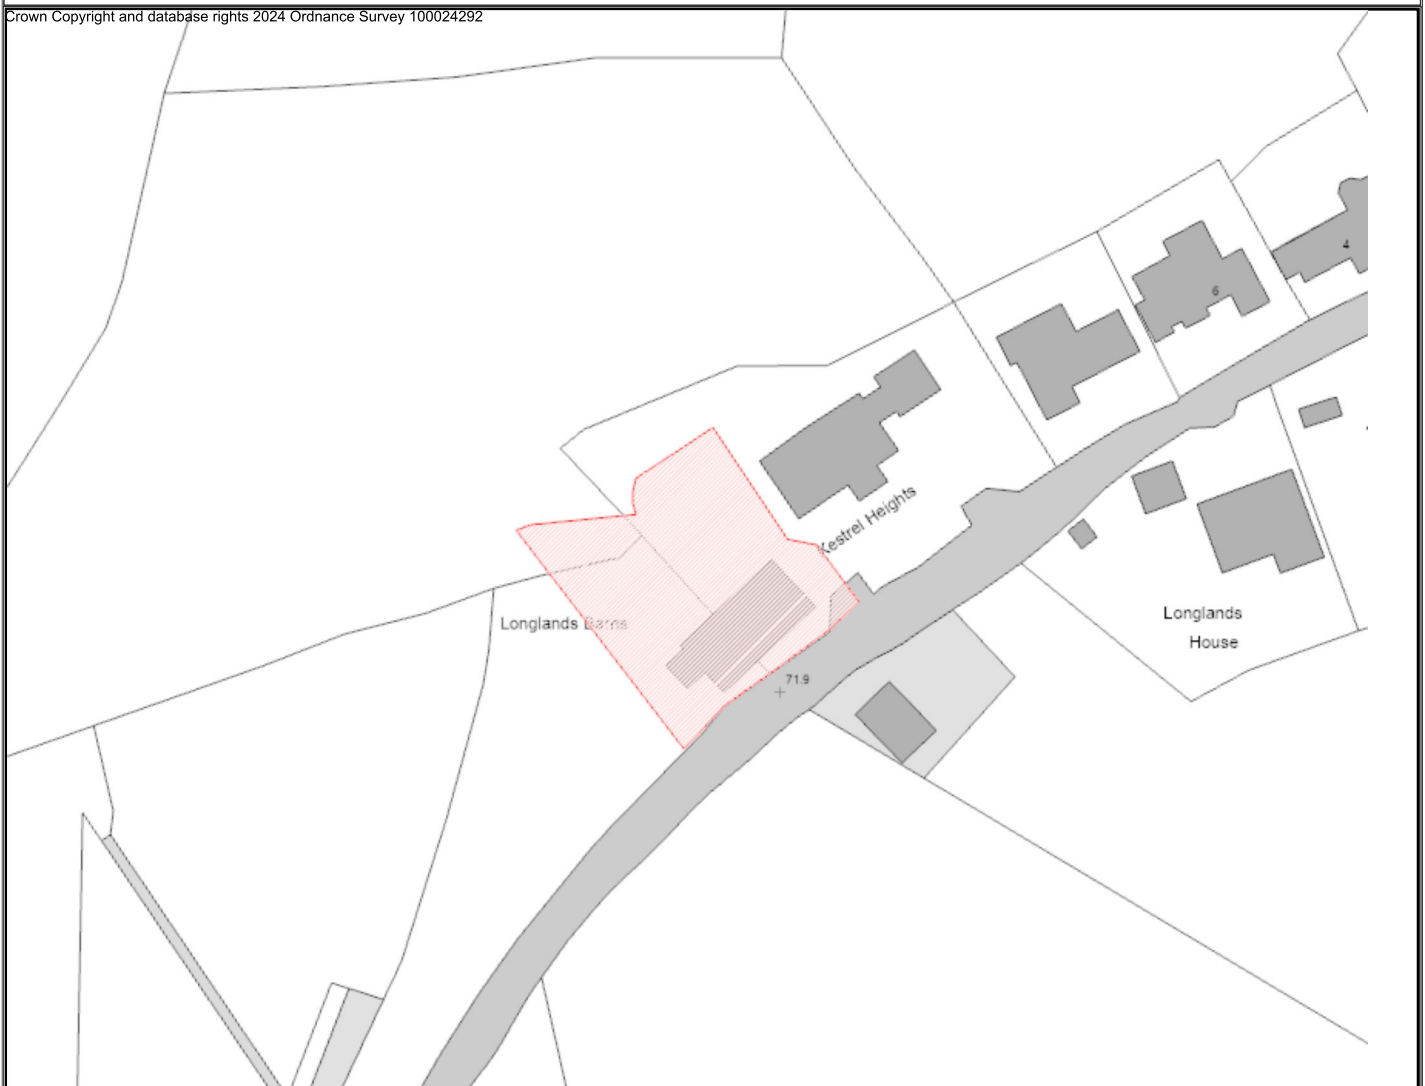 Crown Copyright and database rights 2024 Ordnance Survey 100024292
4
6
Kestrel Heights
Longlands
House
Longlands Barns
71.9